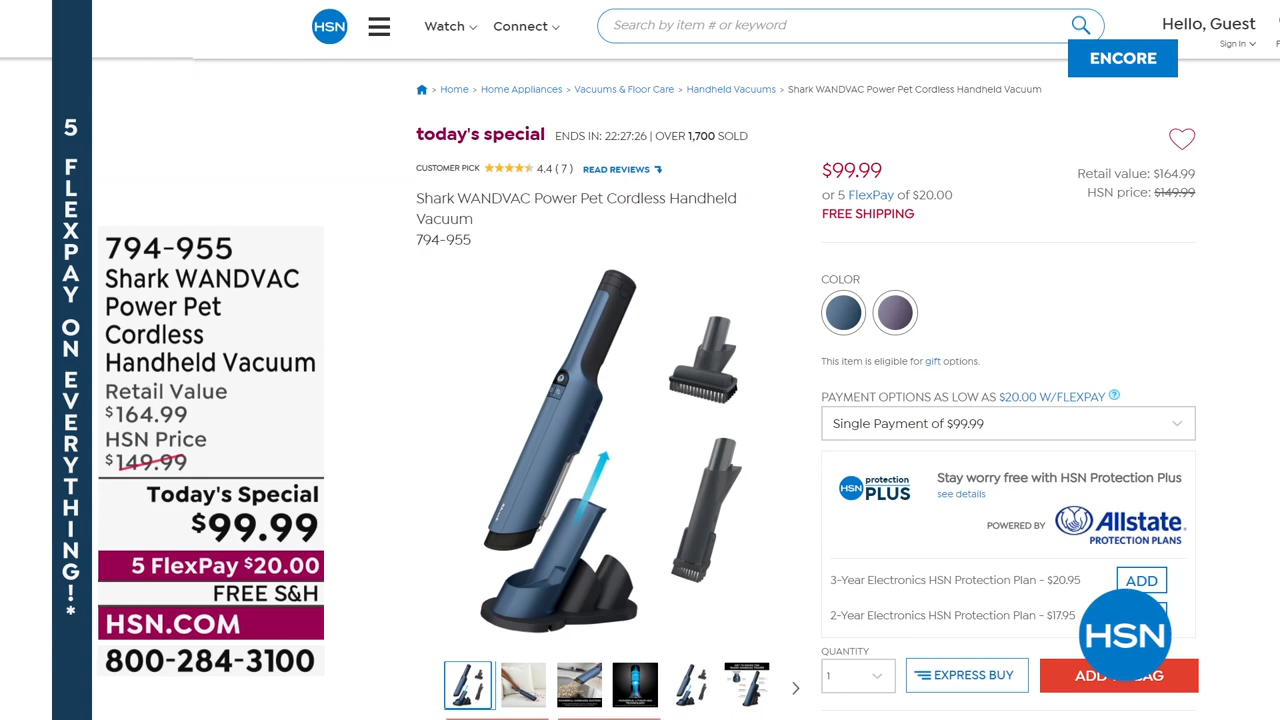 HSN
Watch
Connect
Search by item # or keyword
Hello, Guest
Sign In
ENCORE
5 FLEXPAY ON EVERYTHING!*
Home > Home Appliances > Vacuums & Floor Care > Handheld Vacuums > Shark WANDVAC Power Pet Cordless Handheld Vacuum
today's special ENDS IN: 22:27:26 | OVER 1,700 SOLD
CUSTOMER PICK 4.4 ( 7 ) READ REVIEWS
Shark WANDVAC Power Pet Cordless Handheld
Vacuum
794-955
$99.99
or 5 FlexPay of $20.00
FREE SHIPPING
Retail value: $164.99
HSN price: $149.99
COLOR
This item is eligible for gift options.
PAYMENT OPTIONS AS LOW AS $20.00 W/FLEXPAY ?
Single Payment of $99.99
HSN protection PLUS
Stay worry free with HSN Protection Plus
see details
POWERED BY Allstate
PROTECTION PLANS
3-Year Electronics HSN Protection Plan - $20.95 ADD
2-Year Electronics HSN Protection Plan - $17.95
QUANTITY
1
EXPRESS BUY
HSN
794-955
Shark WANDVAC
Power Pet
Cordless
Handheld Vacuum
Retail Value
$164.99
HSN Price
$149.99
Today's Special
$99.99
5 FlexPay $20.00
FREE S&H
HSN.COM
800-284-3100